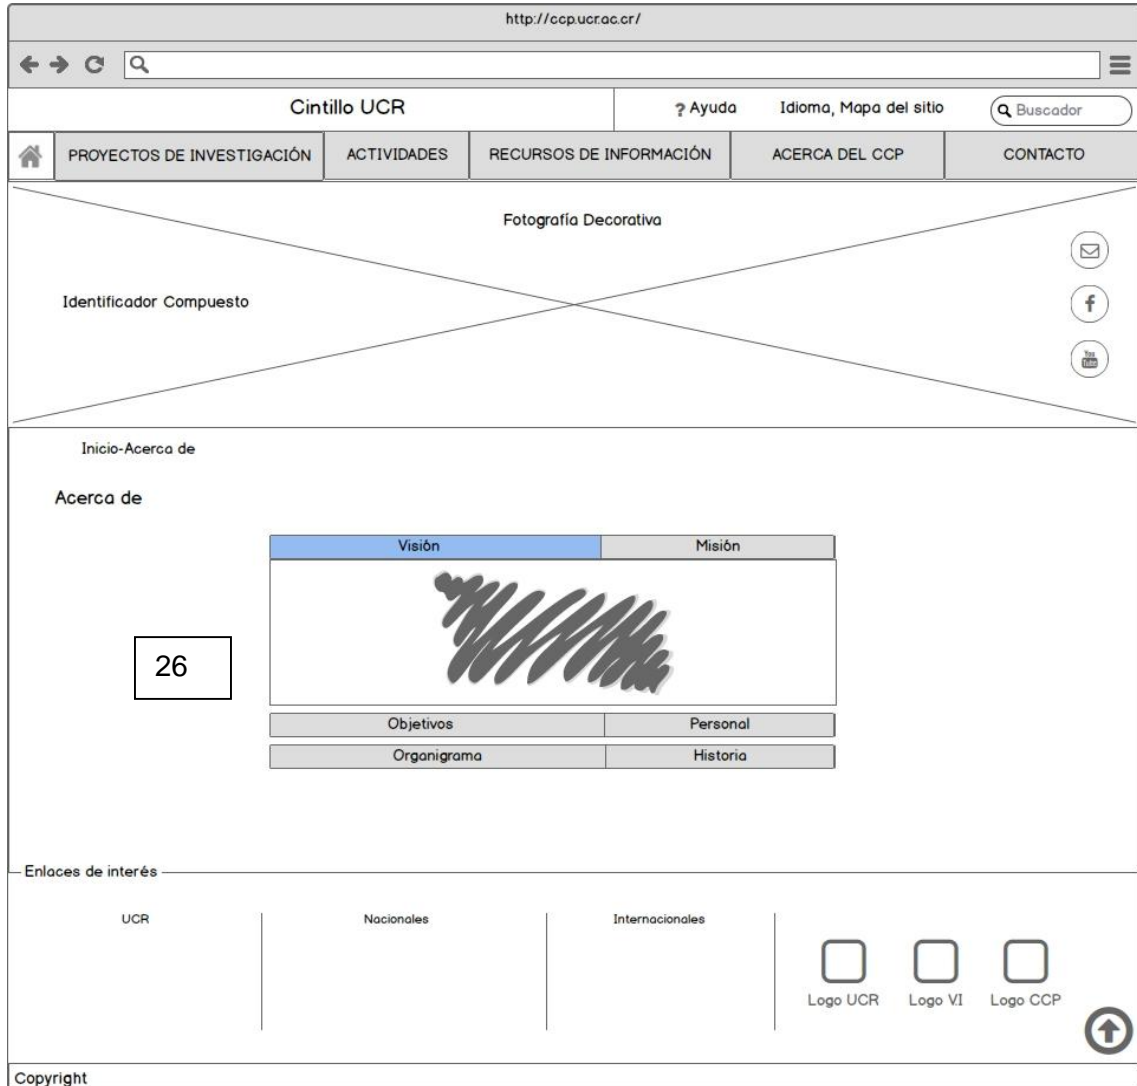 http://ccp.ucr.ac.cr/
Cintillo UCR ? Ayuda Idioma, Mapa del sitio Buscador
PROYECTOS DE INVESTIGACIÓN ACTIVIDADES RECURSOS DE INFORMACIÓN ACERCA DEL CCP CONTACTO
Fotografía Decorativa
Identificador Compuesto
You Tube
Inicio-Acerca de
Acerca de
Visión Misión
26
Objetivos Personal
Organigrama Historia
Enlaces de interés
UCR Nacionales Internacionales
Logo UCR Logo VI Logo CCP
Copyright